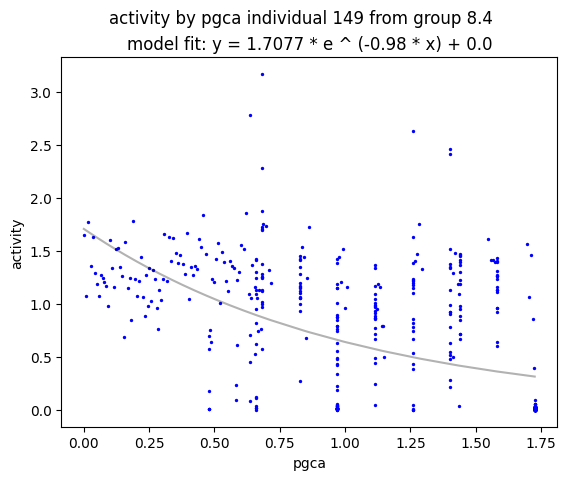 activity by pgca individual 149 from group 8.4
model fit: y = 1.7077 * e ^ (-0.98 * x) + 0.0
3.0
2.5
2.0
1.5
1.0
0.5
0.0
activity
0.00 0.25 0.50 0.75 1.00 1.25 1.50 1.75
pgca